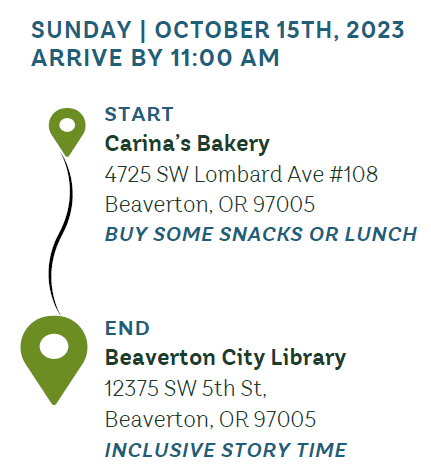 SUNDAY | OCTOBER 15TH, 2023
ARRIVE BY 11:00 AM
START
Carina's Bakery
4725 SW Lombard Ave #108
Beaverton, OR 97005
BUY SOME SNACKS OR LUNCH
END
Beaverton City Library
12375 SW 5th St,
Beaverton, OR 97005
INCLUSIVE STORY TIME